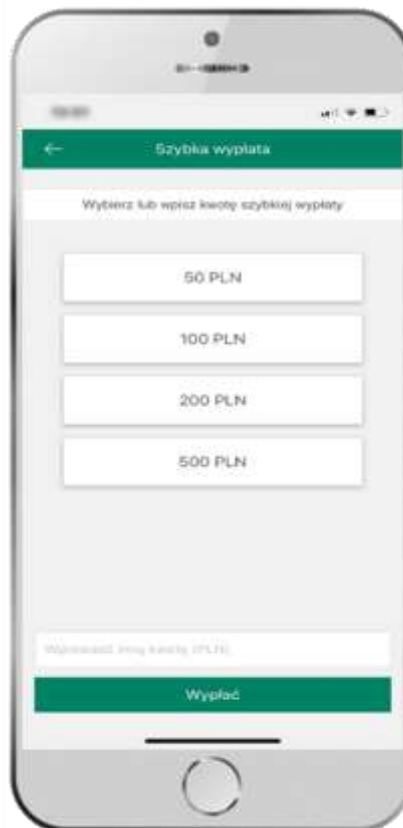 Szybka wypłata
Wybierz lub wpisz kwotę szybkiej wypłaty
50 PLN
100 PLN
200 PLN
500 PLN
Wprowadź inną kwotę (PLN)
Wypłać